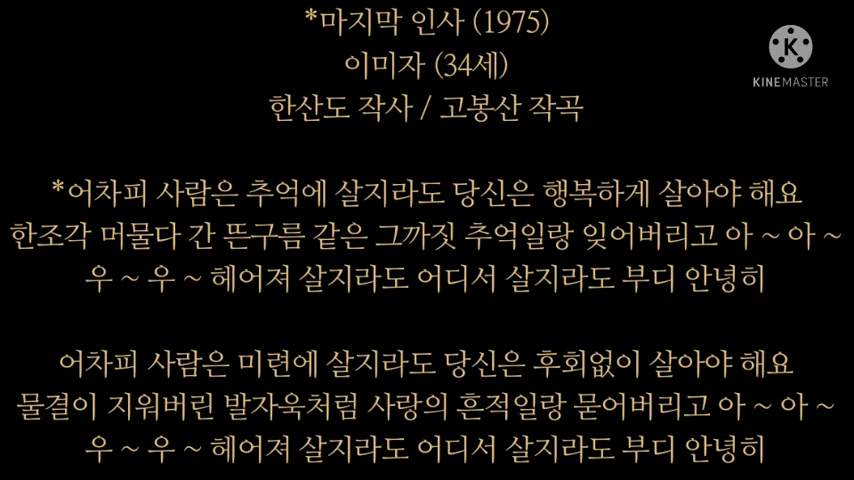 *마지막 인사 (1975)
이미자 (34세)
한산도 작사 / 고봉산 작곡
K
KINEMASTER
*어차피 사람은 추억에 살지라도 당신은 행복하게 살아야 해요
한조각 머물다 간 뜬구름 같은 그까짓 추억일랑 잊어버리고 아 ~ 아 ~
우 ~ 우 ~ 헤어져 살지라도 어디서 살지라도 부디 안녕히
어차피 사람은 미련에 살지라도 당신은 후회없이 살아야 해요
물결이 지워버린 발자욱처럼 사랑의 흔적일랑 묻어버리고 아 ~ 아 ~
우 ~ 우 ~ 헤어져 살지라도 어디서 살지라도 부디 안녕히